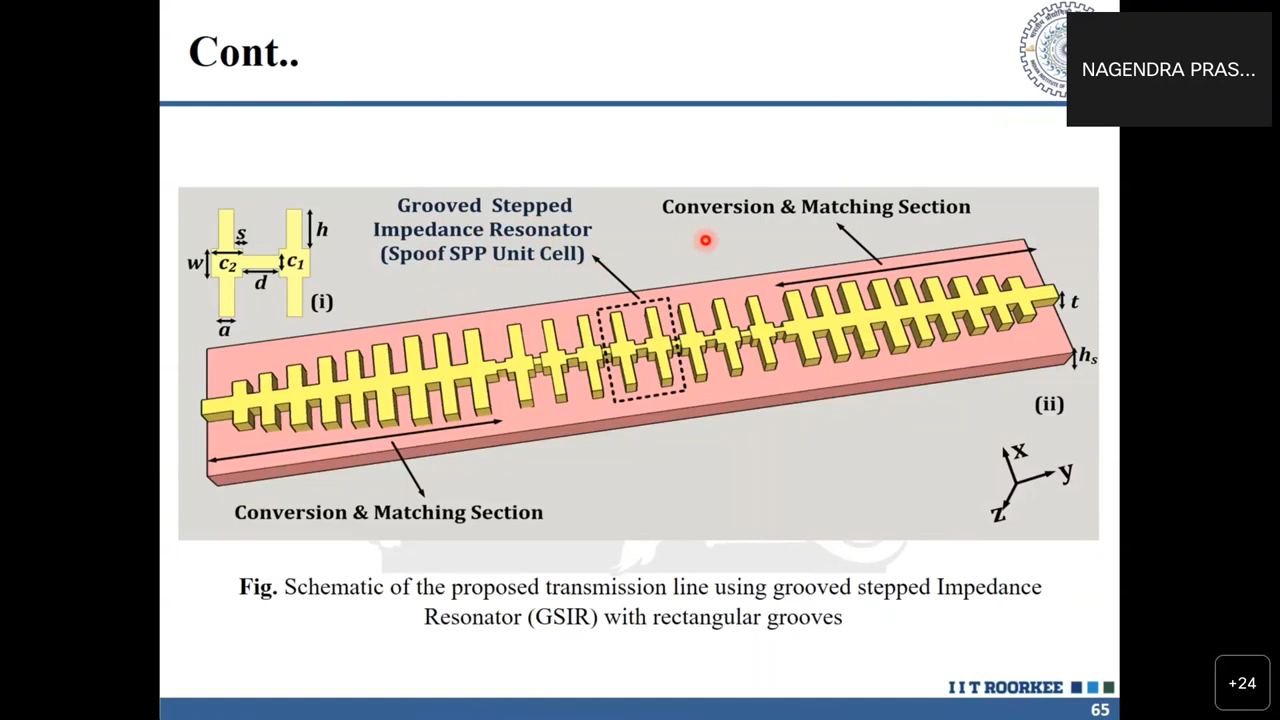 Cont..
NAGENDRA PRAS...
Grooved Stepped
Impedance Resonator
(Spoof SPP Unit Cell)
Conversion & Matching Section
h
s
w
c2
c1
d
(i)
a
t
hs
(ii)
x
y
z
Conversion & Matching Section
Fig. Schematic of the proposed transmission line using grooved stepped Impedance
Resonator (GSIR) with rectangular grooves
IIT ROORKEE
65
+24